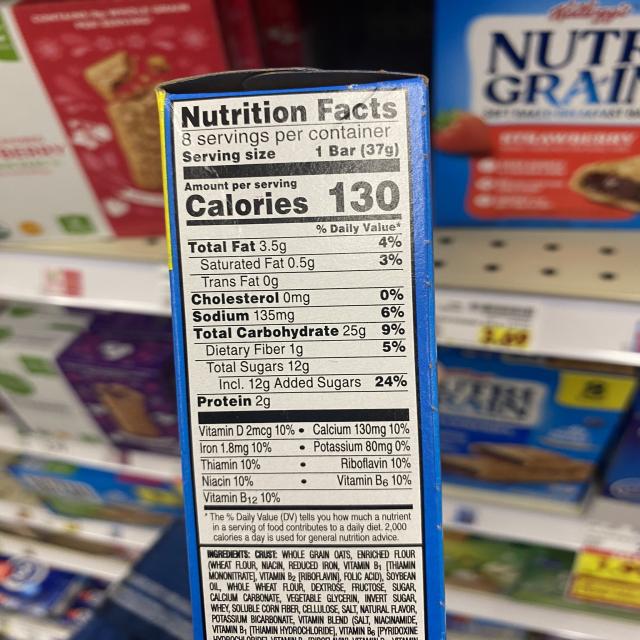 Nutrition Facts
8 servings per container
Serving size 1 Bar (37g)
Amount per serving
Calories 130
% Daily Value*
Total Fat 3.5g 4%
Saturated Fat 0.5g 3%
Trans Fat 0g
Cholesterol 0mg 0%
Sodium 135mg 6%
Total Carbohydrate 25g 9%
Dietary Fiber 1g 5%
Total Sugars 12g
Incl. 12g Added Sugars 24%
Protein 2g
Vitamin D 2mcg 10% • Calcium 130mg 10%
Iron 1.8mg 10% • Potassium 80mg 0%
Thiamin 10% • Riboflavin 10%
Niacin 10% • Vitamin B6 10%
Vitamin B12 10%
* The % Daily Value (DV) tells you how much a nutrient
in a serving of food contributes to a daily diet. 2,000
calories a day is used for general nutrition advice.
INGREDIENTS: CRUST: WHOLE GRAIN OATS, ENRICHED FLOUR
(WHEAT FLOUR, NIACIN, REDUCED IRON, VITAMIN B1 [THIAMIN
MONONITRATE], VITAMIN B2 [RIBOFLAVIN], FOLIC ACID), SOYBEAN
OIL, WHOLE WHEAT FLOUR, DEXTROSE, FRUCTOSE, SUGAR,
CALCIUM CARBONATE, VEGETABLE GLYCERIN, INVERT SUGAR,
WHEY, SOLUBLE CORN FIBER, CELLULOSE, SALT, NATURAL FLAVOR,
POTASSIUM BICARBONATE, VITAMIN BLEND (SALT, NIACINAMIDE,
VITAMIN B1 [THIAMIN HYDROCHLORIDE], VITAMIN B6 [PYRIDOXINE
Kellogg's
NUTR
GRAI
STRAWBERRY
3.69